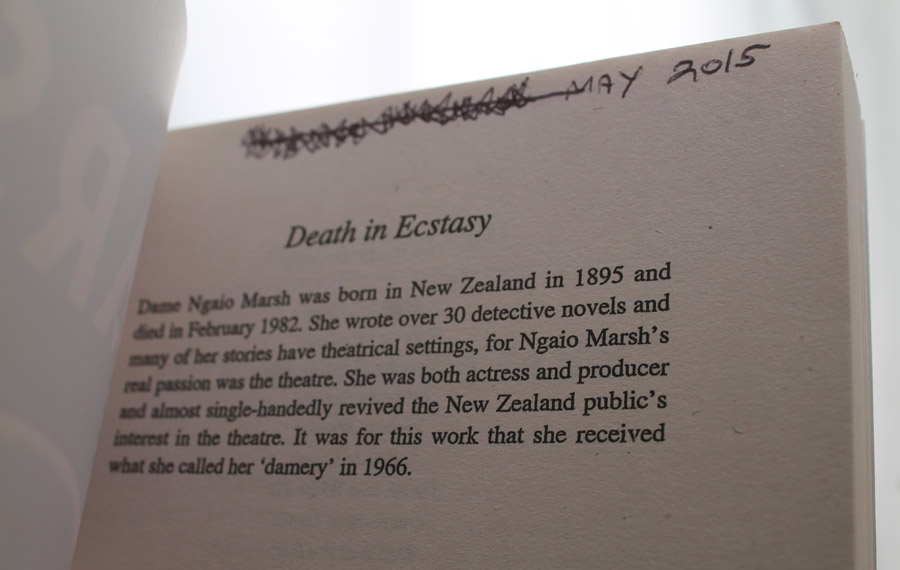 MAY 2015
Death in Ecstasy
Dame Ngaio Marsh was born in New Zealand in 1895 and
died in February 1982. She wrote over 30 detective novels and
many of her stories have theatrical settings, for Ngaio Marsh's
real passion was the theatre. She was both actress and producer
and almost single-handedly revived the New Zealand public's
interest in the theatre. It was for this work that she received
what she called her 'damery' in 1966.